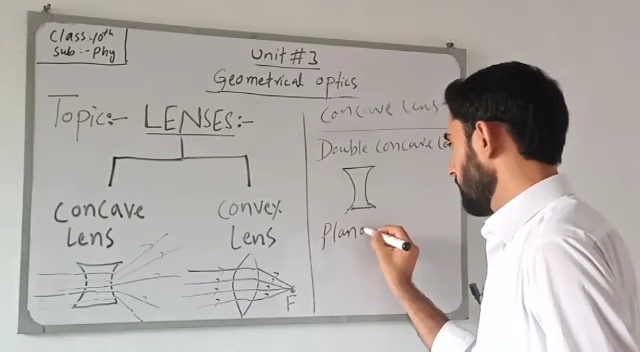 Class:10th
Sub:-Phy
Unit #3
Geometrical optics
Topic:- LENSES:-
Concave
Lens
Convex
Lens
F
Concave Lens
Double Concave
Plano